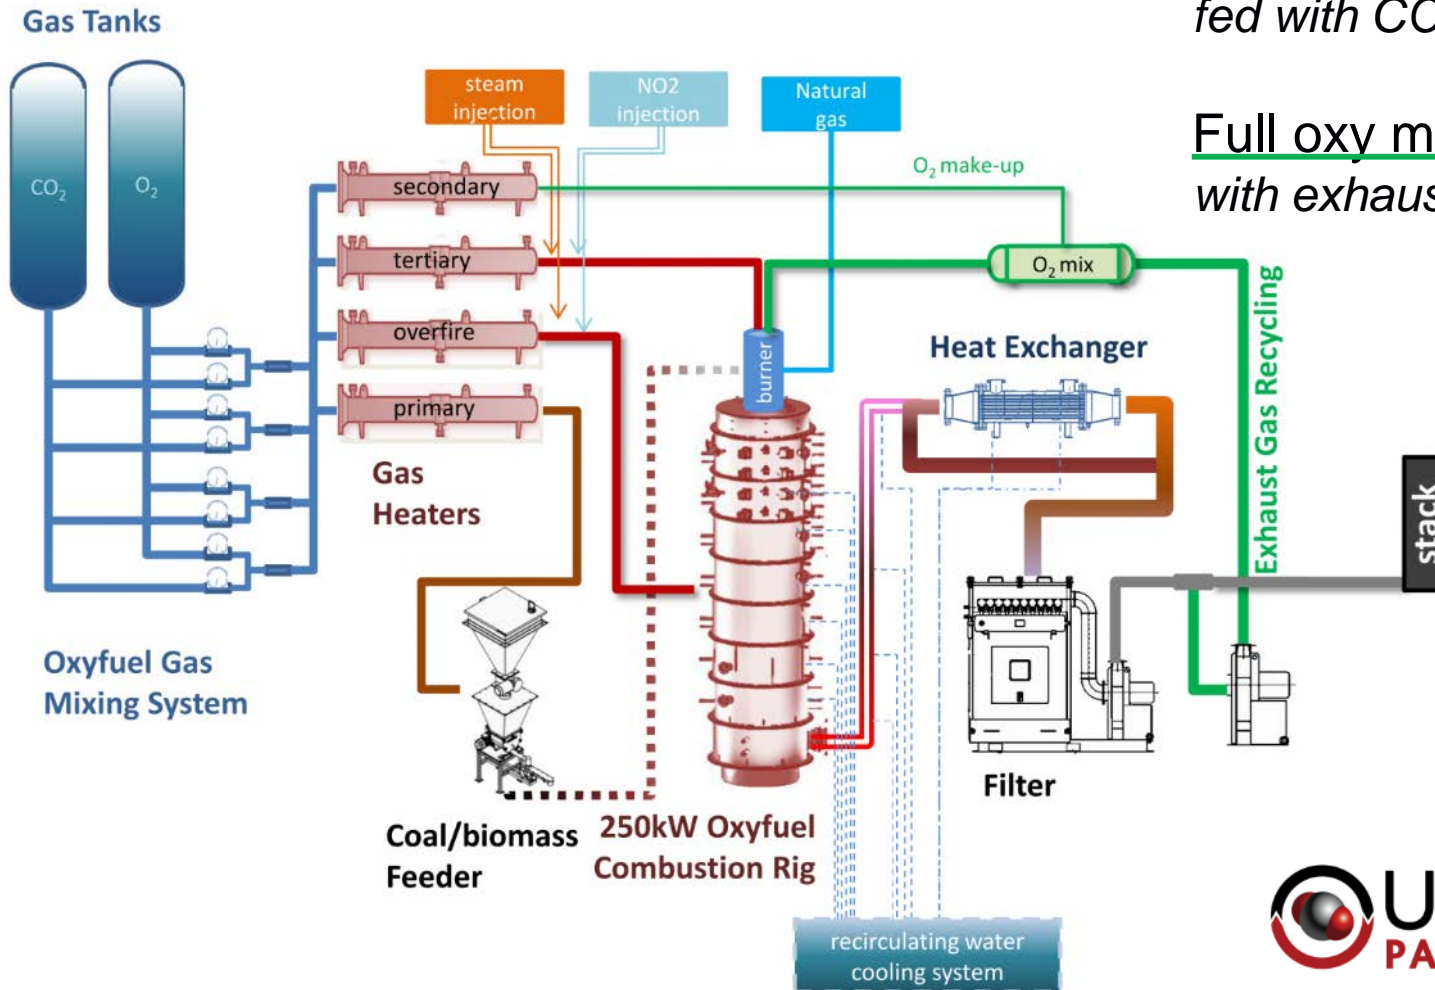 Gas Tanks
fed with CO
steam
injection
NO2
injection
Natural
gas
Full oxy m
with exhaus
CO₂
O₂
secondary
O₂ make-up
tertiary
O₂ mix
overfire
burner
Heat Exchanger
Exhaust Gas Recycling
primary
Gas
Heaters
stack
Oxyfuel Gas
Mixing System
Filter
Coal/biomass
Feeder
250kW Oxyfuel
Combustion Rig
recirculating water
cooling system
U
PA